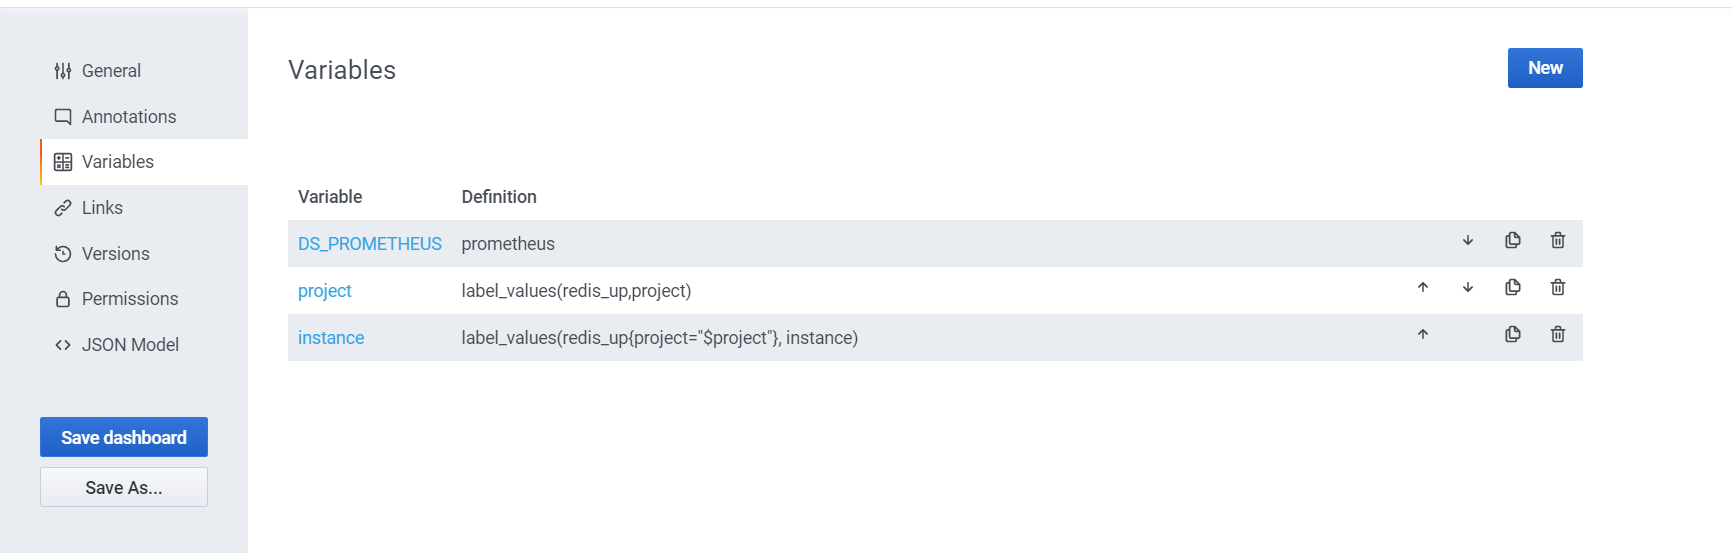 General
Annotations
Variables
Links
Versions
Permissions
JSON Model
Save dashboard
Save As...
Variables
New
Variable Definition
DS_PROMETHEUS prometheus
project label_values(redis_up,project)
instance label_values(redis_up{project="$project"}, instance)